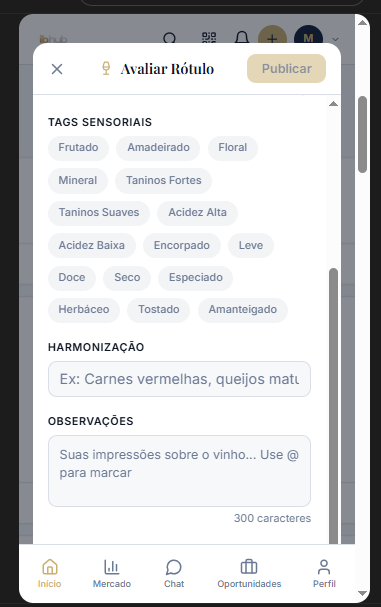 M
Avaliar Rótulo
Publicar
TAGS SENSORIAIS
Frutado Amadeirado Floral
Mineral Taninos Fortes
Taninos Suaves Acidez Alta
Acidez Baixa Encorpado Leve
Doce Seco Especiado
Herbáceo Tostado Amanteigado
HARMONIZAÇÃO
Ex: Carnes vermelhas, queijos matu
OBSERVAÇÕES
Suas impressões sobre o vinho... Use @
para marcar
300 caracteres
Início Mercado Chat Oportunidades Perfil